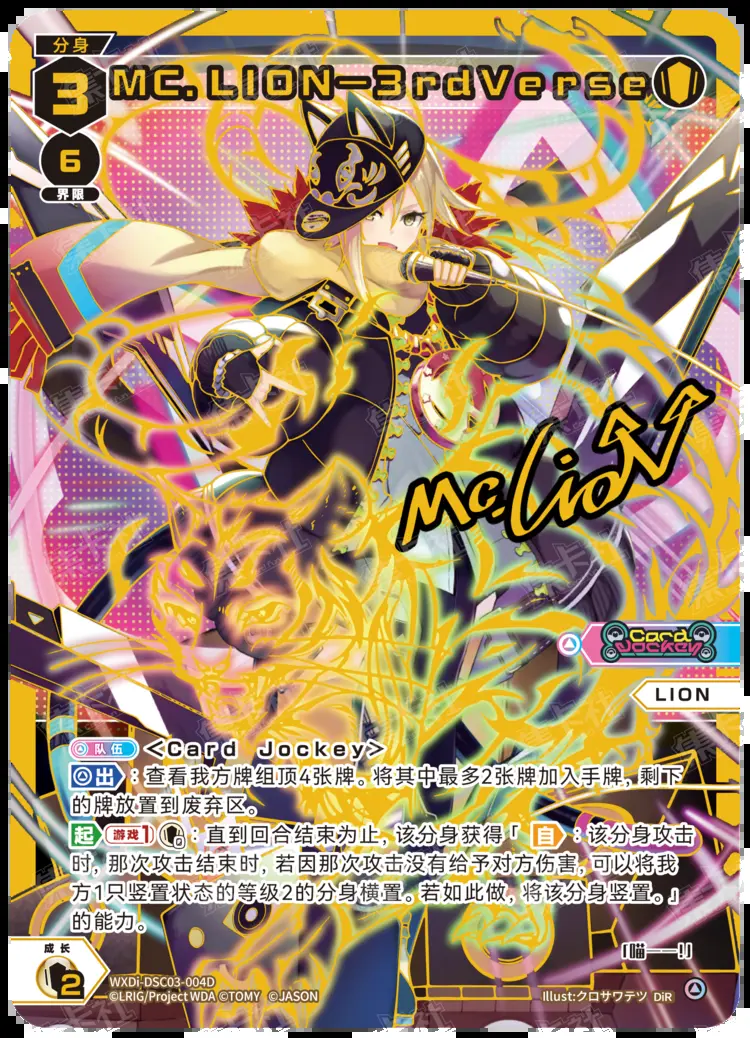 分身
3
MC.LION-3rdVerse
6
界限
Mc.LioN
Card
Jockey
LION
队伍 <Card Jockey>
出：查看我方牌组顶4张牌。将其中最多2张牌加入手牌，剩下
的牌放置到废弃区。
起 游戏1 0：直到回合结束为止，该分身获得「自：该分身攻击
时，那次攻击结束时，若因那次攻击没有给予对方伤害，可以将我
方1只竖置状态的等级2的分身横置。若如此做，将该分身竖置。」
的能力。
「喵——!」
成长
2
WXDi-DSC03-004D
©LRIG/Project WDA ©TOMY ©JASON
Illust:クロサワテツ DiR